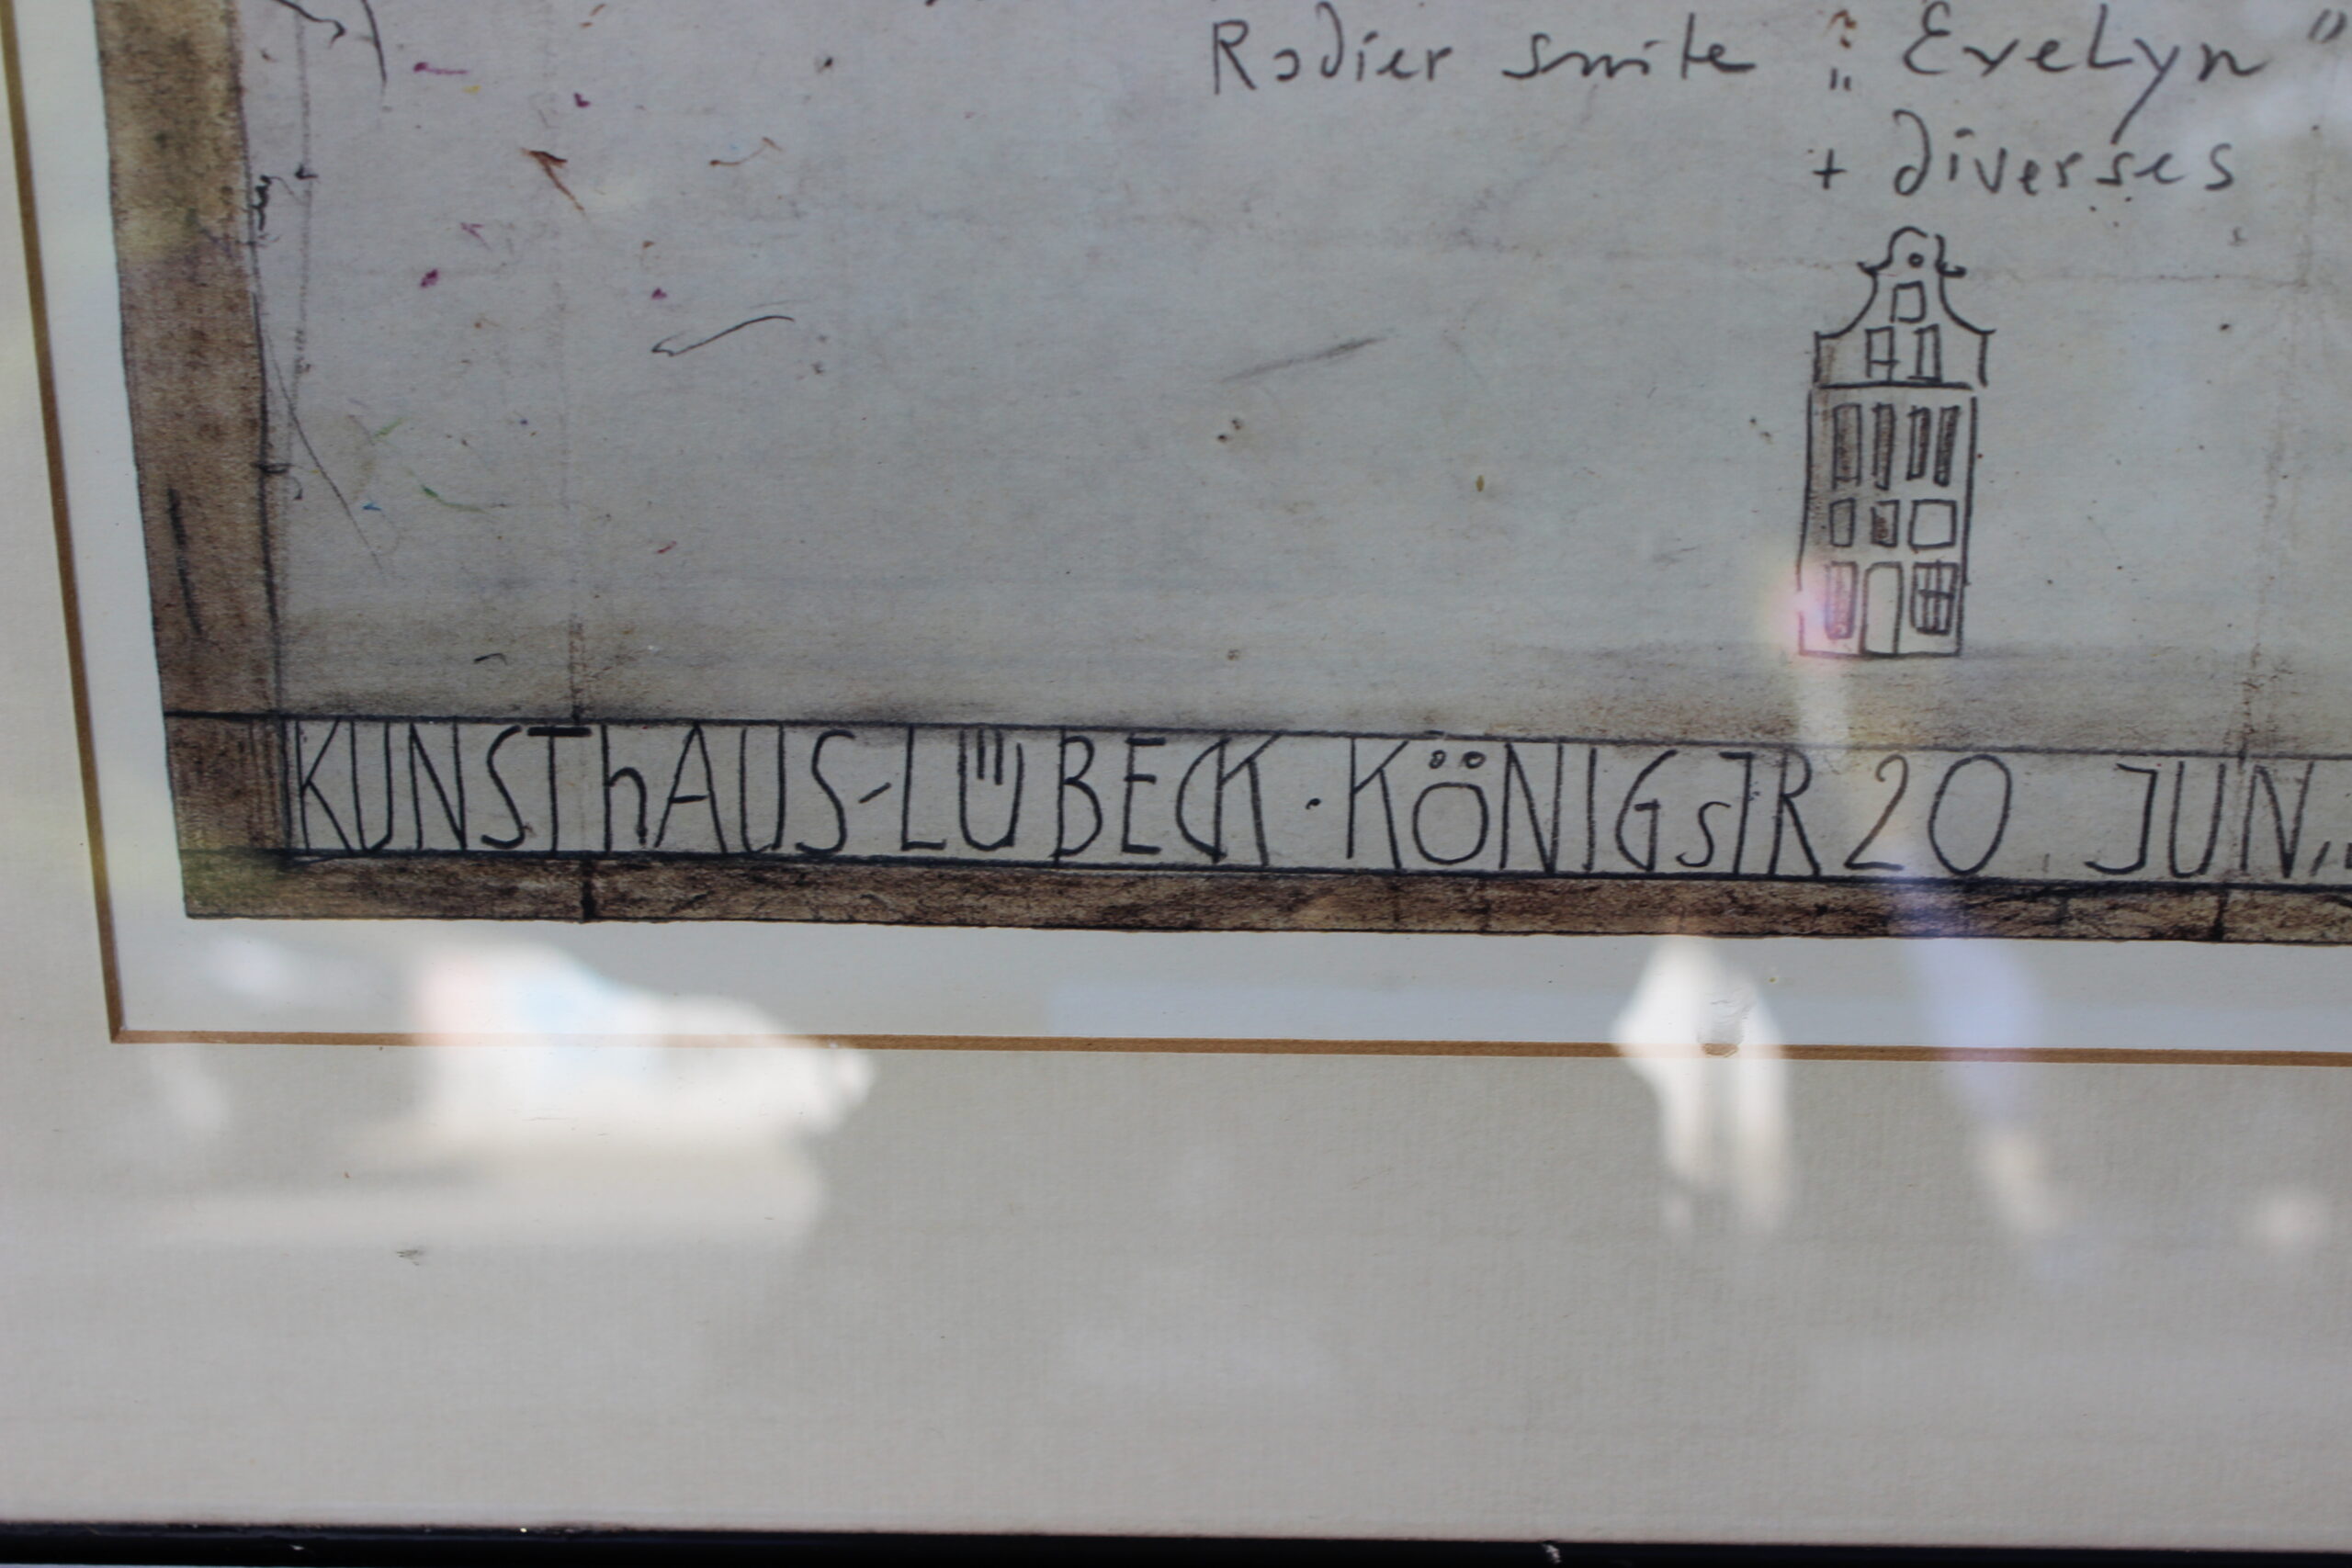 Radier suite „ Evelyn "
+ diverses
KUNSThAUS-LÜBECK · KÖNIGsTR 20 JUN